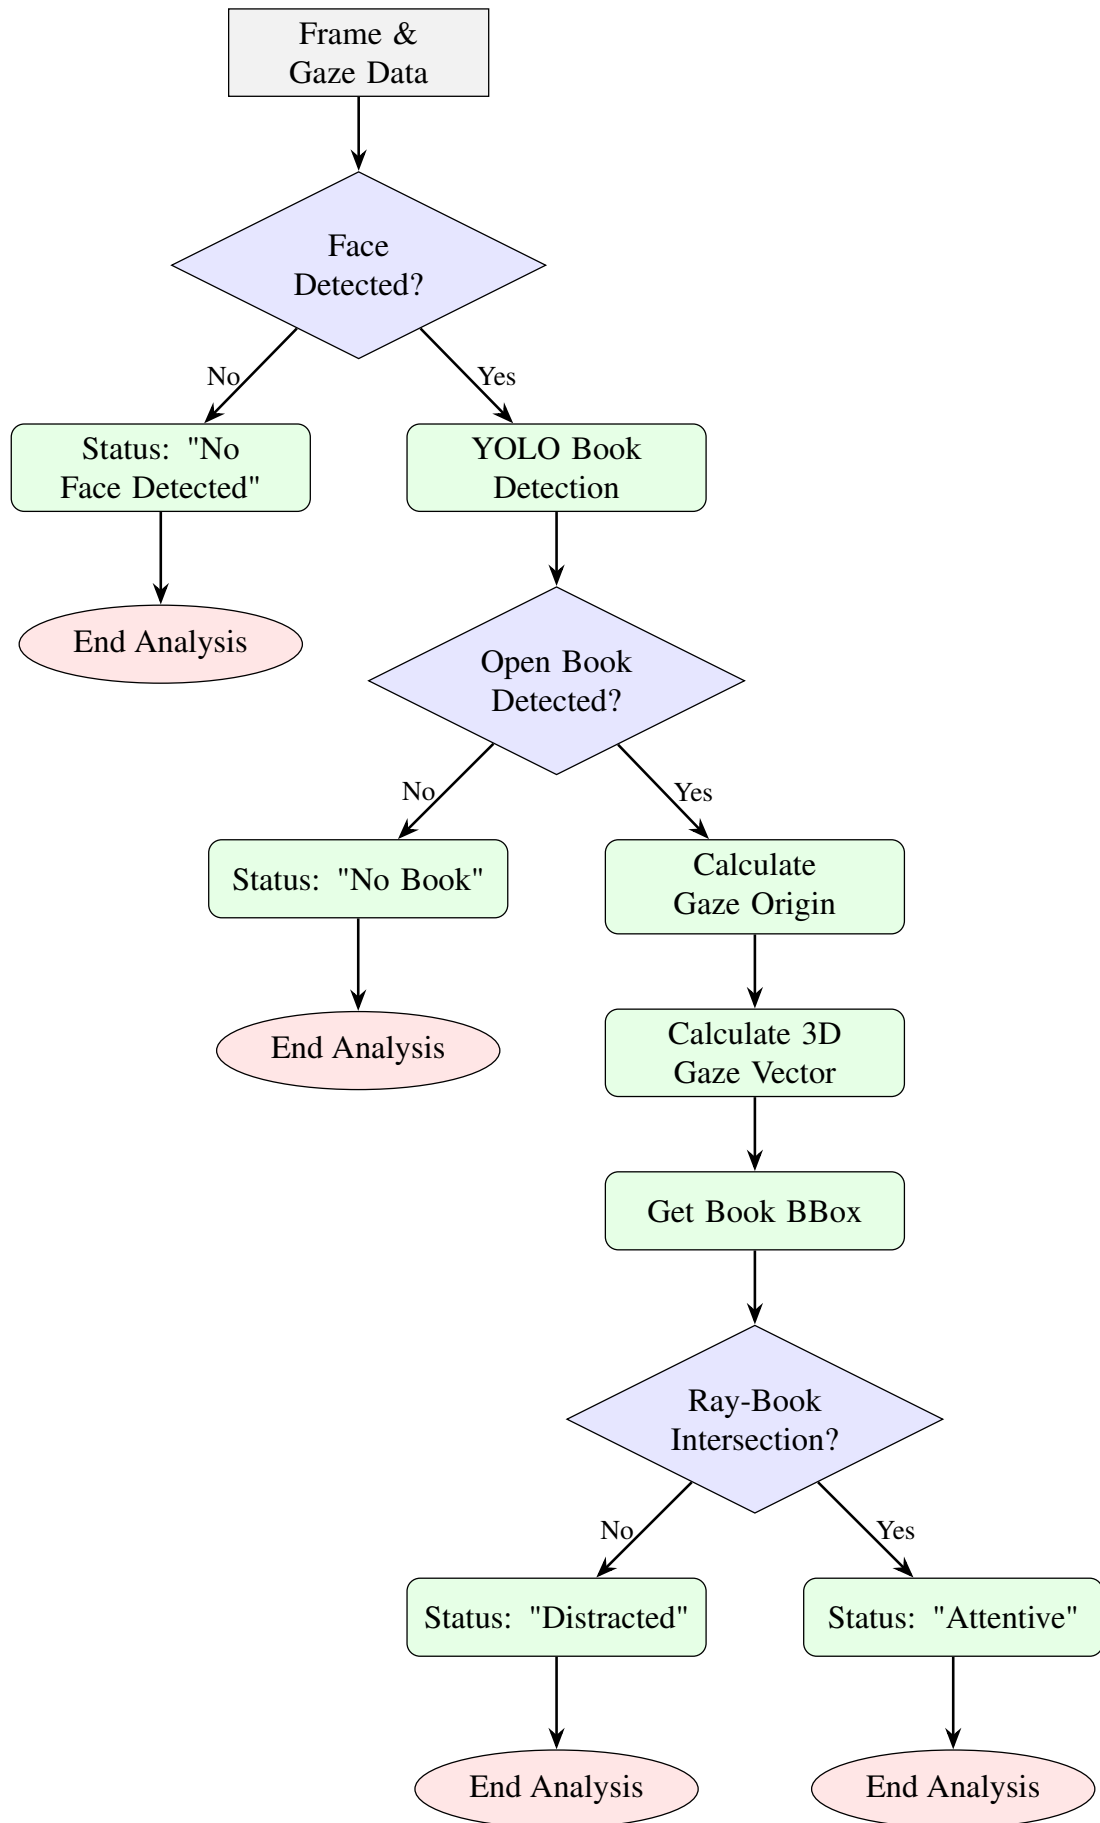 Frame &
Gaze Data
Face
Detected?
No
Yes
Status: "No
Face Detected"
YOLO Book
Detection
End Analysis
Open Book
Detected?
No
Yes
Status: "No Book"
Calculate
Gaze Origin
End Analysis
Calculate 3D
Gaze Vector
Get Book BBox
Ray-Book
Intersection?
No
Yes
Status: "Distracted"
Status: "Attentive"
End Analysis
End Analysis